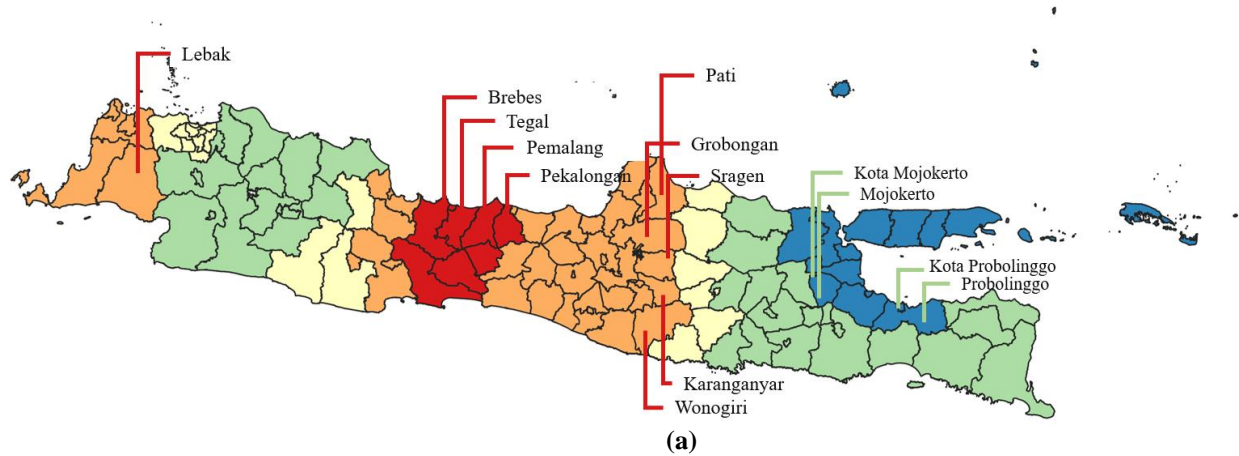 Lebak
Pati
Brebes
Tegal
Grobongan
Pemalang
Kota Mojokerto
Pekalongan
Sragen
Mojokerto
Kota Probolinggo
Probolinggo
Karanganyar
Wonogiri
(a)